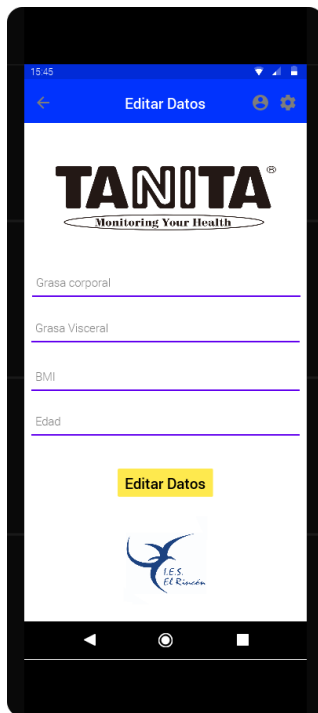 15:45
Editar Datos
TANITA®
Monitoring Your Health
Grasa corporal
Grasa Visceral
BMI
Edad
Editar Datos
I.E.S.
El Rincón